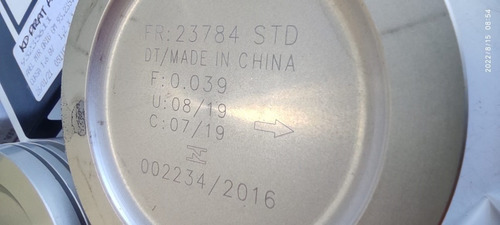 FR:23784 STD
DT/MADE IN CHINA
F:0.039
U:08/19
C:07/19
002234/2016
2022/8/15 08:54